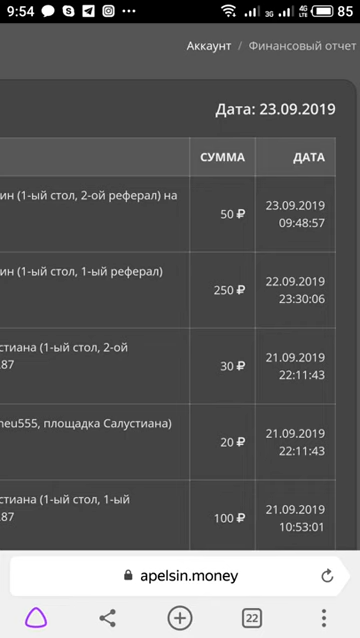 9:54
3G
4G
LTE
85
Аккаунт / Финансовый отчет
Дата: 23.09.2019
СУММА ДАТА
ин (1-ый стол, 2-ой реферал) на
50 ₽
23.09.2019
09:48:57
ин (1-ый стол, 1-ый реферал)
250 ₽
22.09.2019
23:30:06
стиана (1-ый стол, 2-ой
87
30 ₽
21.09.2019
22:11:43
neu555, площадка Салустиана)
20 ₽
21.09.2019
22:11:43
стиана (1-ый стол, 1-ый
87
100 ₽
21.09.2019
10:53:01
apelsin.money
22